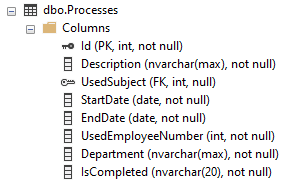 dbo.Processes
Columns
Id (PK, int, not null)
Description (nvarchar(max), not null)
UsedSubject (FK, int, not null)
StartDate (date, not null)
EndDate (date, not null)
UsedEmployeeNumber (int, not null)
Department (nvarchar(max), not null)
IsCompleted (nvarchar(20), not null)